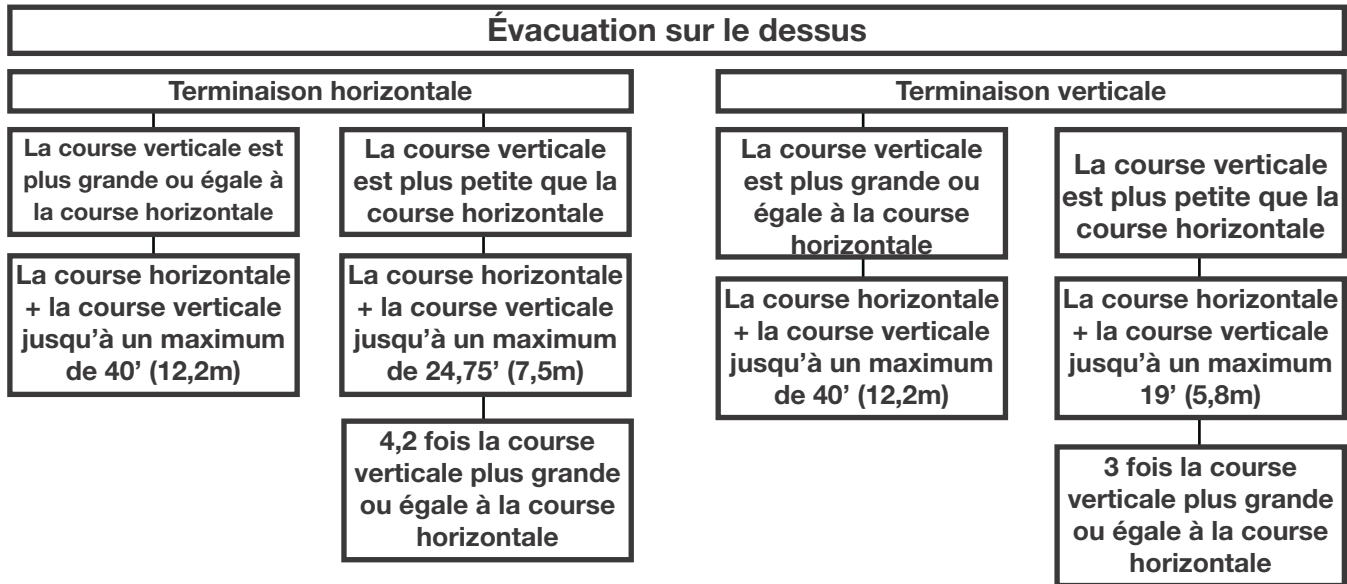 Évacuation sur le dessus
Terminaison horizontale
La course verticale est
plus grande ou égale à
la course horizontale
La course horizontale
+ la course verticale
jusqu'à un maximum
de 40' (12,2m)
La course verticale
est plus petite que la
course horizontale
La course horizontale
+ la course verticale
jusqu'à un maximum
de 24,75' (7,5m)
4,2 fois la course
verticale plus grande
ou égale à la course
horizontale
Terminaison verticale
La course verticale
est plus grande ou
égale à la course
horizontale
La course horizontale
+ la course verticale
jusqu'à un maximum
de 40' (12,2m)
La course verticale
est plus petite que la
course horizontale
La course horizontale
+ la course verticale
jusqu'à un maximum
19' (5,8m)
3 fois la course
verticale plus grande
ou égale à la course
horizontale